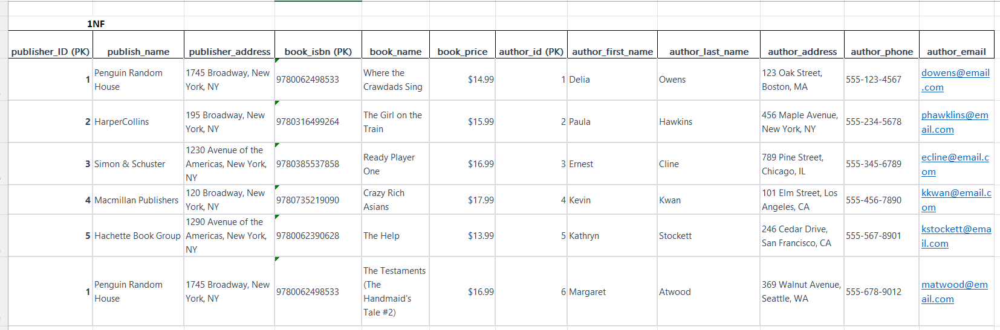 1NF
publisher_ID (PK) publish_name publisher_address book_isbn (PK) book_name book_price author_id (PK) author_first_name author_last_name author_address author_phone author_email
1 Penguin Random House 1745 Broadway, New York, NY 9780062498533 Where the Crawdads Sing $14.99 1 Delia Owens 123 Oak Street, Boston, MA 555-123-4567 dowens@email.com
2 HarperCollins 195 Broadway, New York, NY 9780316499264 The Girl on the Train $15.99 2 Paula Hawkins 456 Maple Avenue, New York, NY 555-234-5678 phawklins@email.com
3 Simon & Schuster 1230 Avenue of the Americas, New York, NY 9780385537858 Ready Player One $16.99 3 Ernest Cline 789 Pine Street, Chicago, IL 555-345-6789 ecline@email.com
4 Macmillan Publishers 120 Broadway, New York, NY 9780735219090 Crazy Rich Asians $17.99 4 Kevin Kwan 101 Elm Street, Los Angeles, CA 555-456-7890 kkwan@email.com
5 Hachette Book Group 1290 Avenue of the Americas, New York, NY 9780062390628 The Help $13.99 5 Kathryn Stockett 246 Cedar Drive, San Francisco, CA 555-567-8901 kstockett@email.com
1 Penguin Random House 1745 Broadway, New York, NY 9780062498533 The Testaments (The Handmaid's Tale #2) $16.99 6 Margaret Atwood 369 Walnut Avenue, Seattle, WA 555-678-9012 matwood@email.com